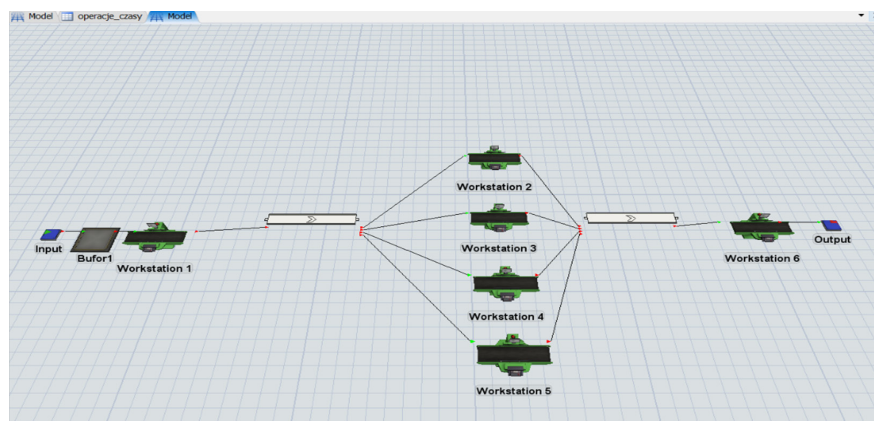 Model operacje_czasy Model
Workstation 2
Workstation 3
Input
Bufor1
Workstation 1
Output
Workstation 6
Workstation 4
Workstation 5